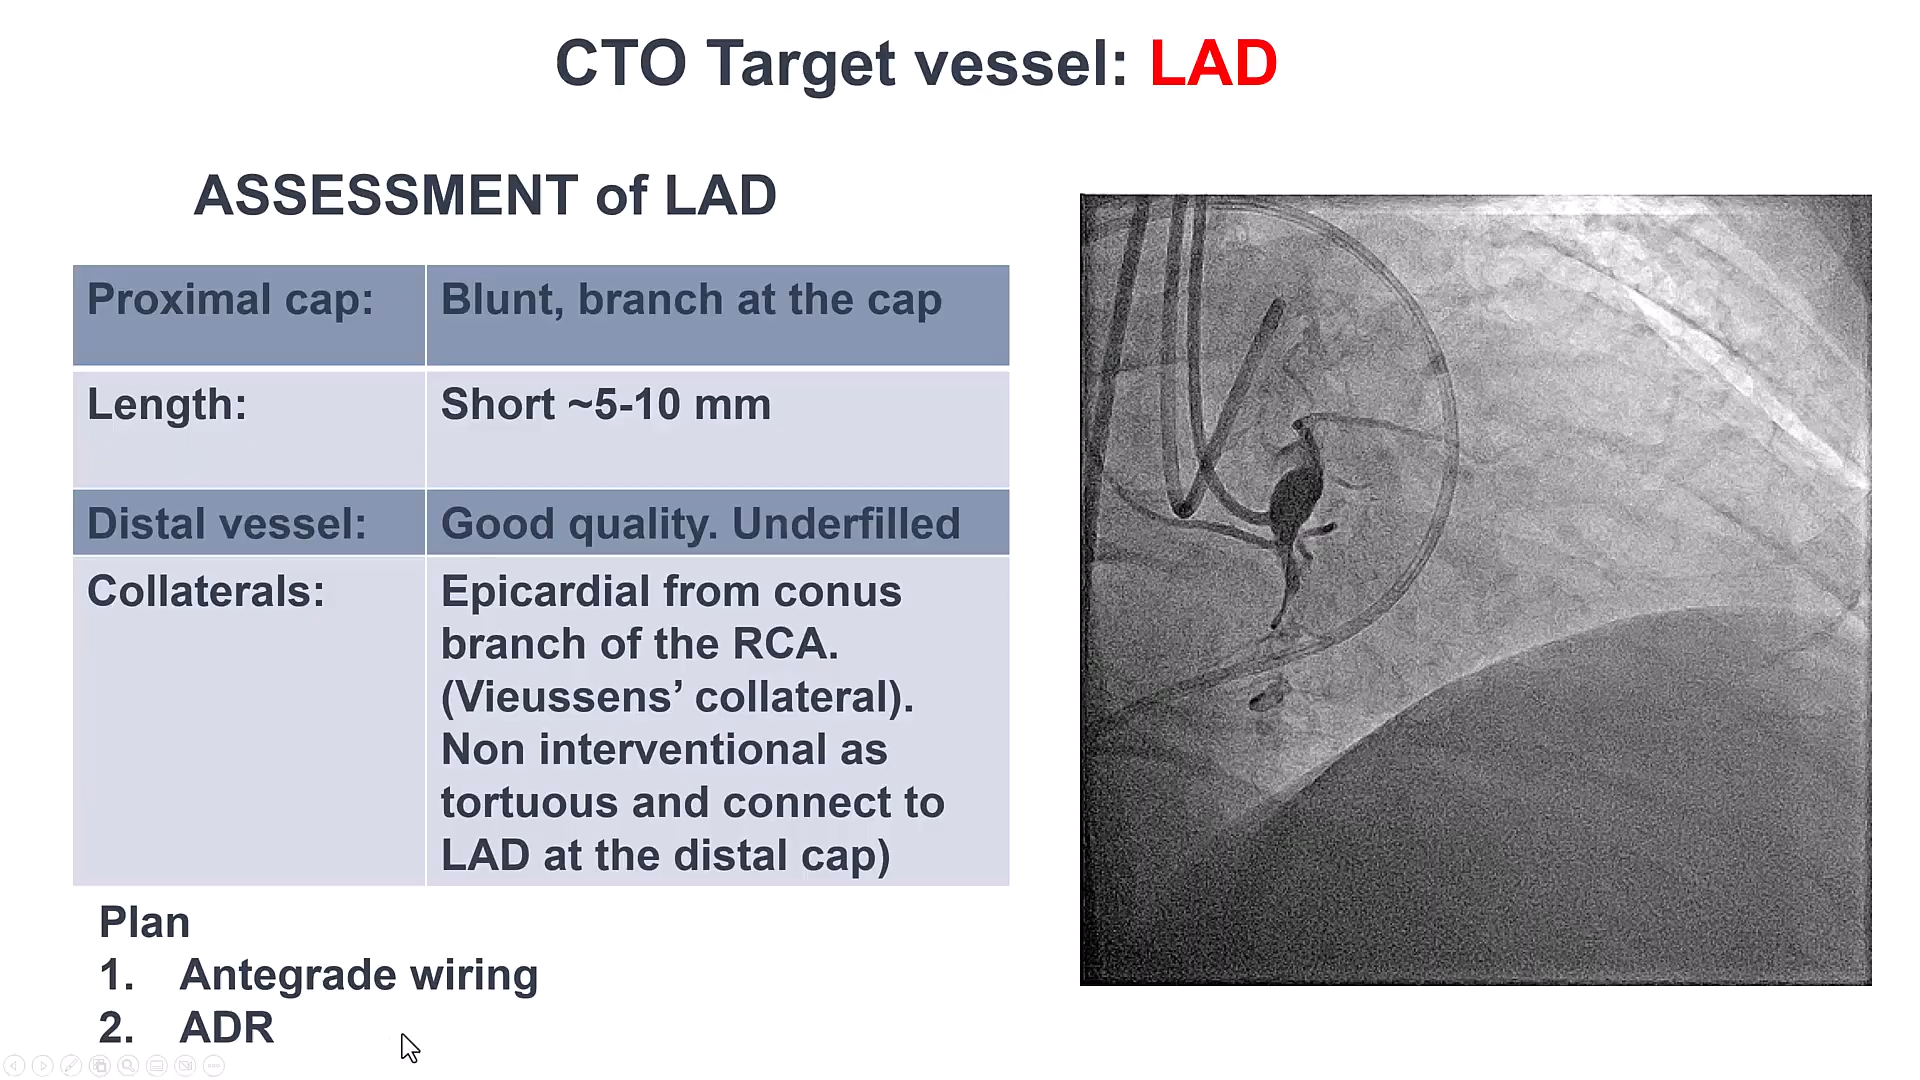 CTO Target vessel: LAD
ASSESSMENT of LAD
Proximal cap: Blunt, branch at the cap
Length: Short ~5-10 mm
Distal vessel: Good quality. Underfilled
Collaterals: Epicardial from conus
branch of the RCA.
(Vieussens’ collateral).
Non interventional as
tortuous and connect to
LAD at the distal cap)
Plan
1. Antegrade wiring
2. ADR